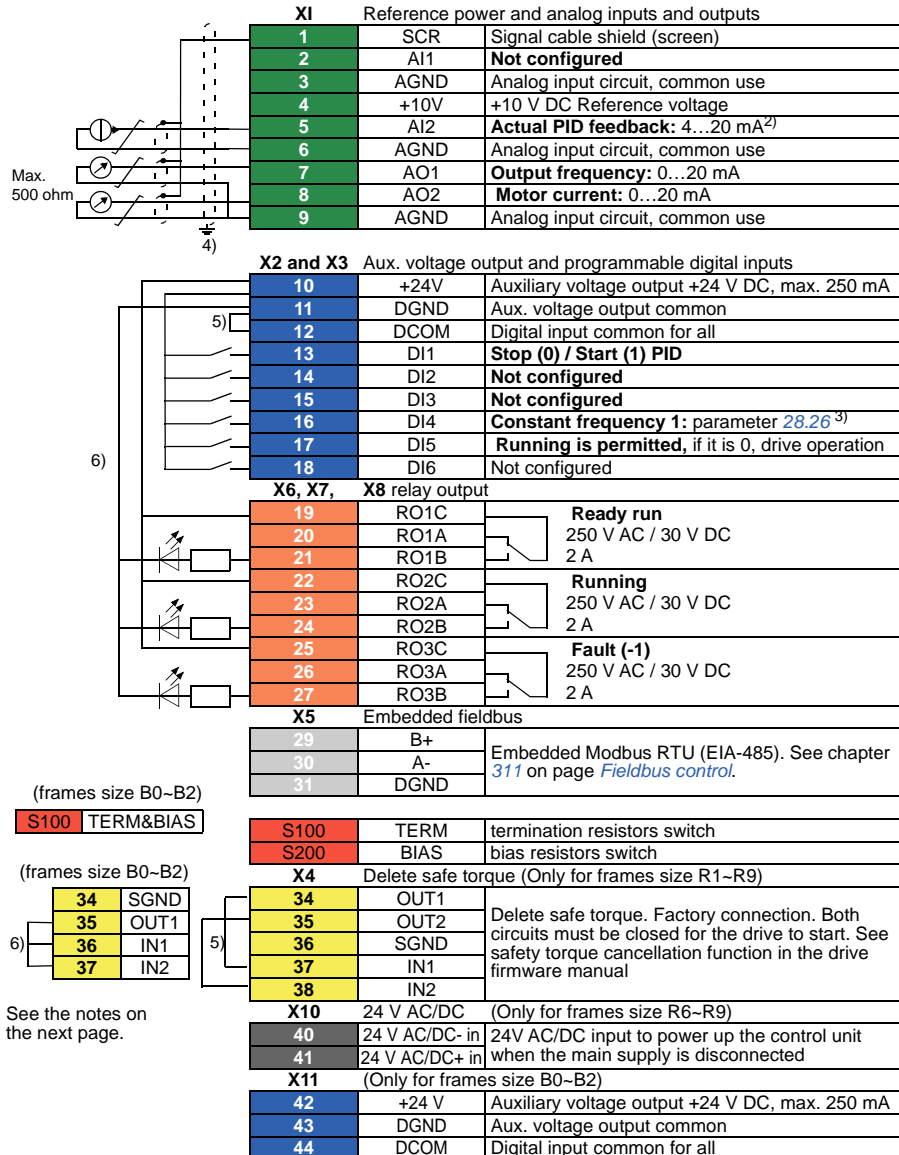 XI Reference power and analog inputs and outputs
1 SCR Signal cable shield (screen)
2 AI1 Not configured
3 AGND Analog input circuit, common use
4 +10V +10 V DC Reference voltage
5 AI2 Actual PID feedback: 4...20 mA2)
6 AGND Analog input circuit, common use
7 AO1 Output frequency: 0...20 mA
8 AO2 Motor current: 0...20 mA
9 AGND Analog input circuit, common use
Max.
500 ohm
4)
X2 and X3 Aux. voltage output and programmable digital inputs
10 +24V Auxiliary voltage output +24 V DC, max. 250 mA
11 DGND Aux. voltage output common
5)
12 DCOM Digital input common for all
13 DI1 Stop (0) / Start (1) PID
14 DI2 Not configured
15 DI3 Not configured
16 DI4 Constant frequency 1: parameter 28.26 3)
17 DI5 Running is permitted, if it is 0, drive operation
6)
18 DI6 Not configured
X6, X7, X8 relay output
19 RO1C Ready run
20 RO1A 250 V AC / 30 V DC
21 RO1B 2 A
22 RO2C Running
23 RO2A 250 V AC / 30 V DC
24 RO2B 2 A
25 RO3C Fault (-1)
26 RO3A 250 V AC / 30 V DC
27 RO3B 2 A
X5 Embedded fieldbus
29 B+ Embedded Modbus RTU (EIA-485). See chapter
30 A- 311 on page Fieldbus control.
31 DGND
(frames size B0~B2)
S100 TERM&BIAS
S100 TERM termination resistors switch
S200 BIAS bias resistors switch
(frames size B0~B2)
34 SGND
35 OUT1
6) 36 IN1
37 IN2
X4 Delete safe torque (Only for frames size R1~R9)
34 OUT1 Delete safe torque. Factory connection. Both
35 OUT2 circuits must be closed for the drive to start. See
5) 36 SGND safety torque cancellation function in the drive
37 IN1 firmware manual
38 IN2
See the notes on
the next page.
X10 24 V AC/DC (Only for frames size R6~R9)
40 24 V AC/DC- in 24V AC/DC input to power up the control unit
41 24 V AC/DC+ in when the main supply is disconnected
X11 (Only for frames size B0~B2)
42 +24 V Auxiliary voltage output +24 V DC, max. 250 mA
43 DGND Aux. voltage output common
44 DCOM Digital input common for all